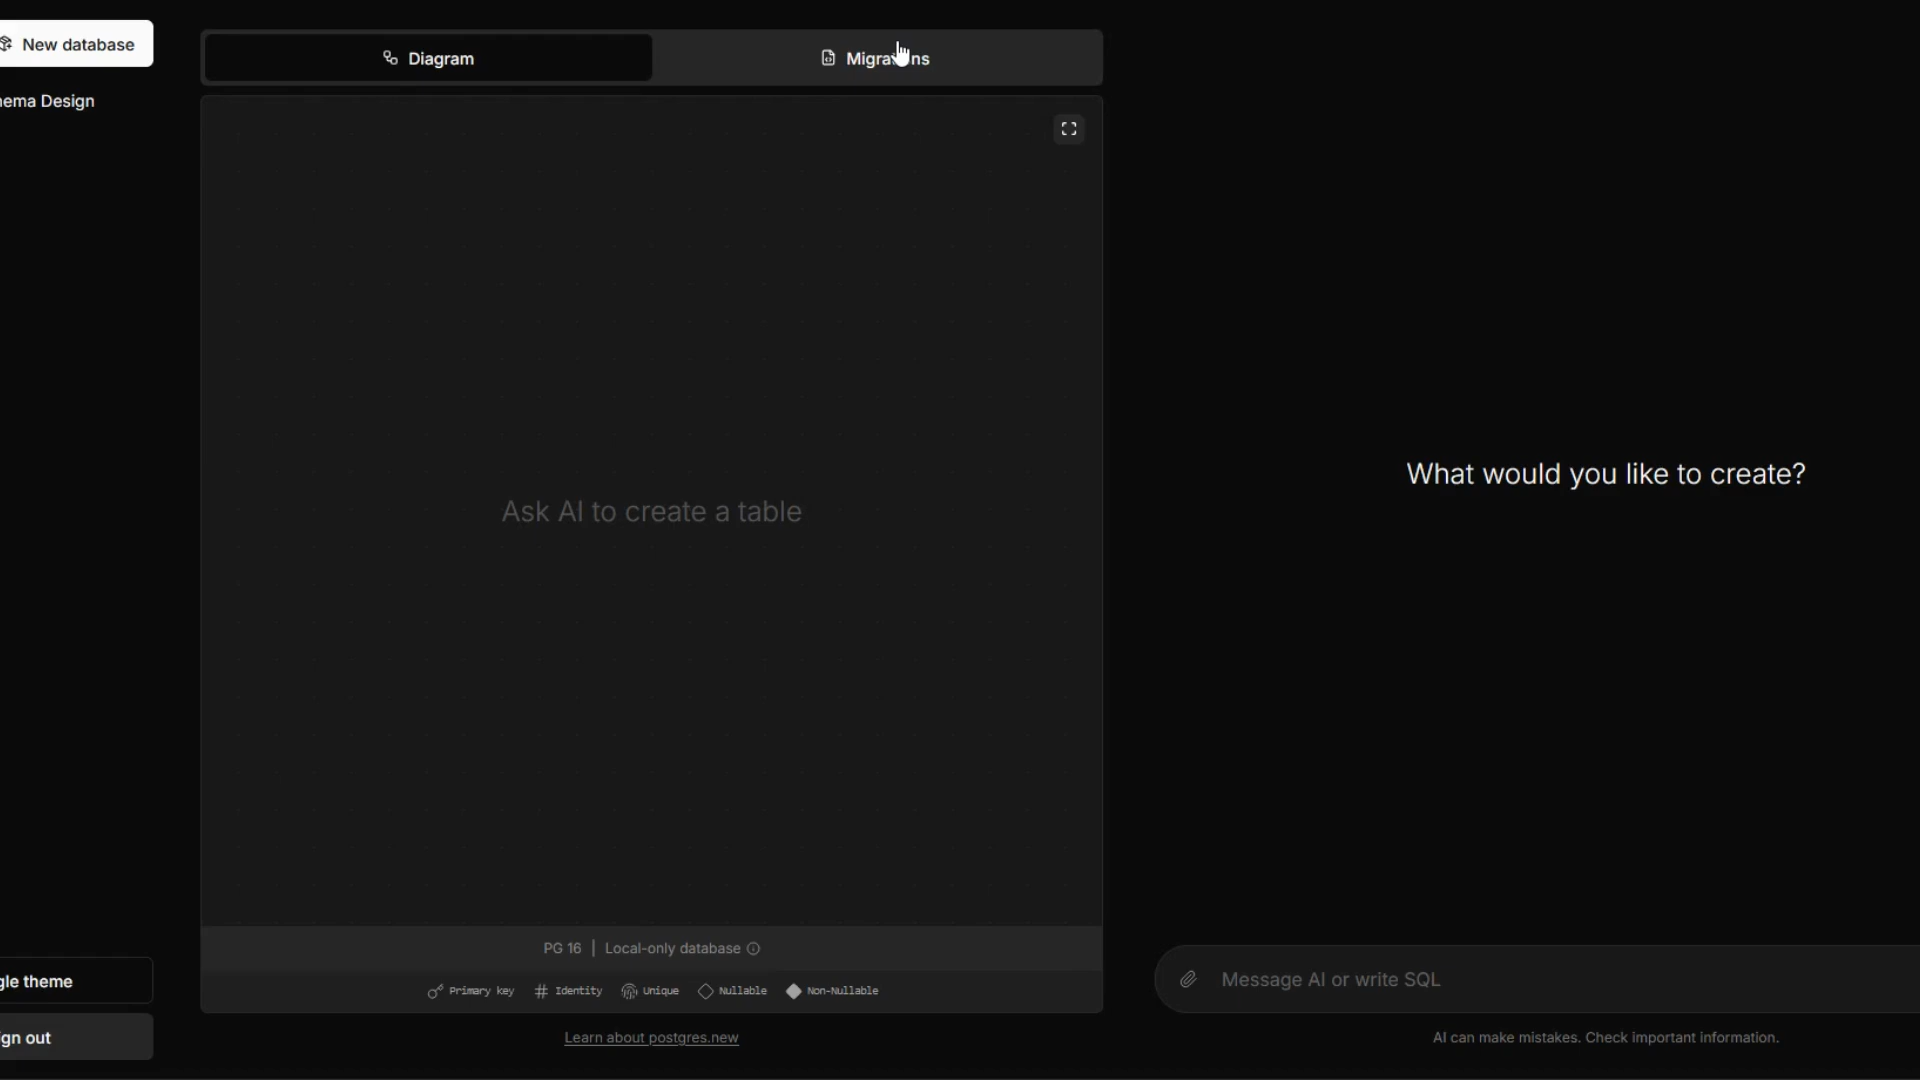 New database
Diagram
Migrations
ema Design
Ask AI to create a table
What would you like to create?
PG 16 | Local-only database
gle theme
Message AI or write SQL
Primary key
Identity
Unique
Nullable
Non-Nullable
gn out
Learn about postgres.new
AI can make mistakes. Check important information.